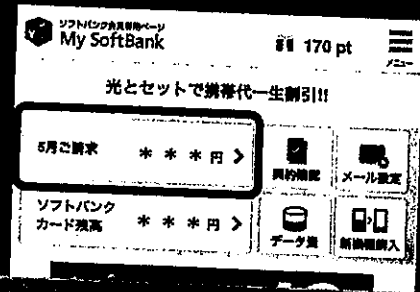 ソフトバンク会員専用ページ
My SoftBank
170 pt
メニュー
光とセットで携帯代一生割引!!
5月ご請求
* * * 円 >
契約確認
メール設定
ソフトバンク
カード残高
* * * 円 >
データ量
新機種購入